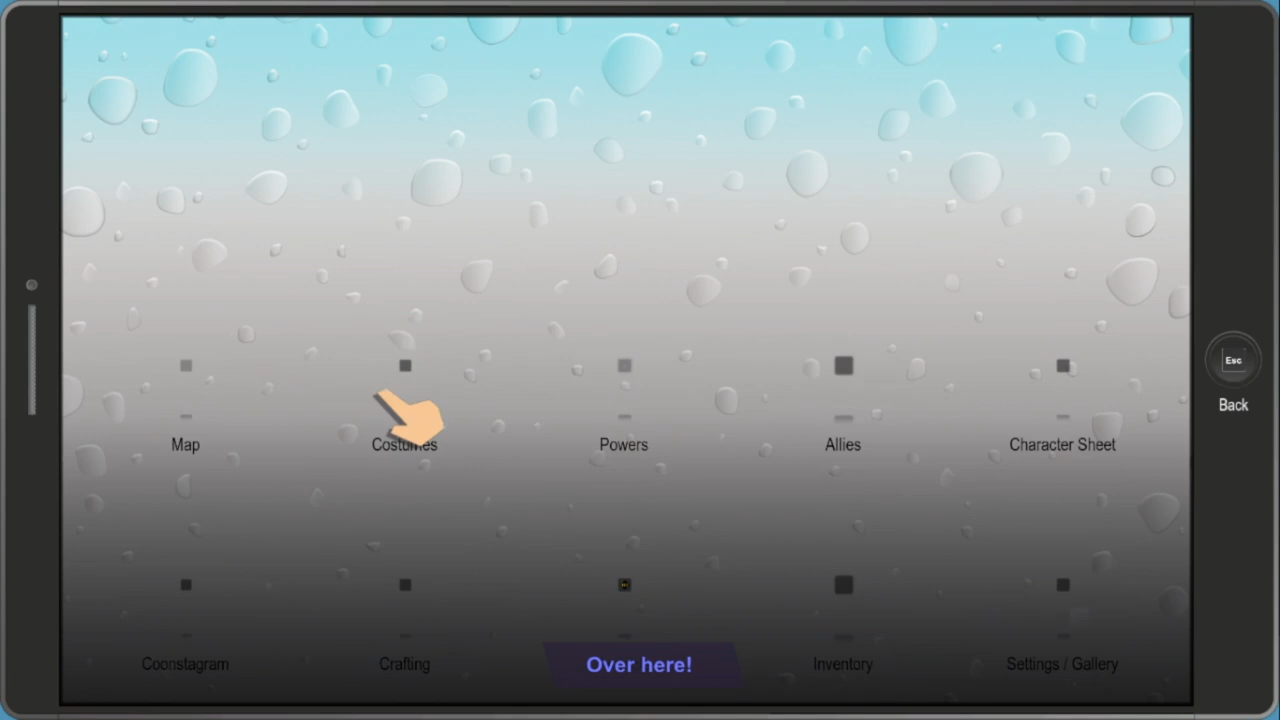 Esc
Back
Map
Costumes
Powers
Allies
Character Sheet
Coonstagram
Crafting
Over here!
Inventory
Settings / Gallery